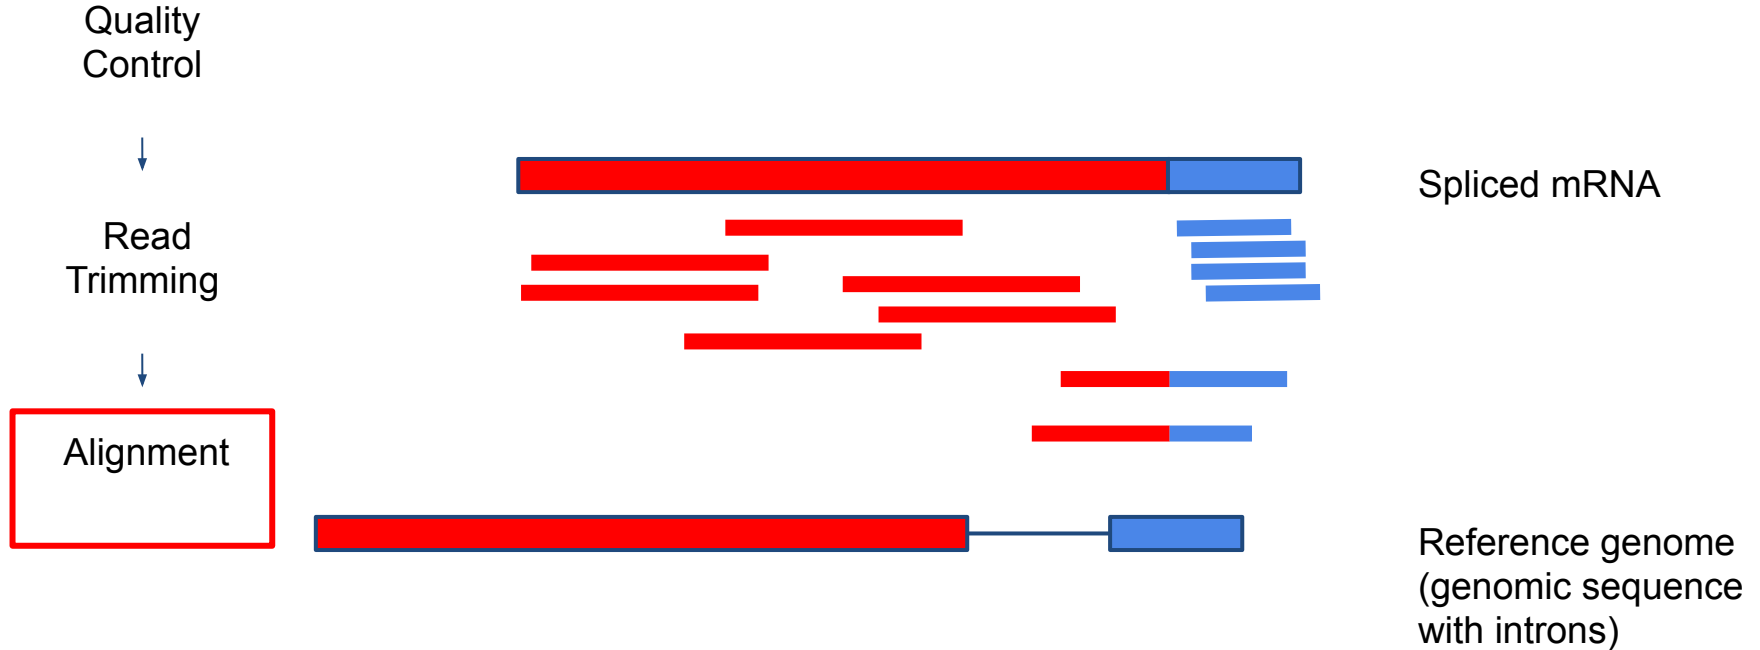 Quality
Control
Read
Trimming
Alignment
Spliced mRNA
Reference genome
(genomic sequence
with introns)